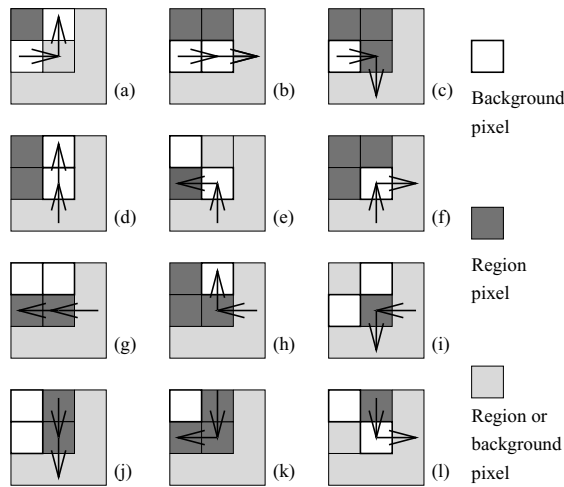 (a)
(b)
(c)
Background
pixel
(d)
(e)
(f)
Region
pixel
(g)
(h)
(i)
(j)
(k)
(l)
Region or
background
pixel